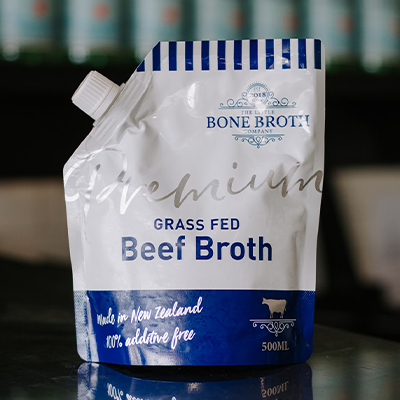 2018
THE LITTLE
BONE BROTH
COMPANY
Premium
GRASS FED
Beef Broth
made in New Zealand
100% additive free
500ML